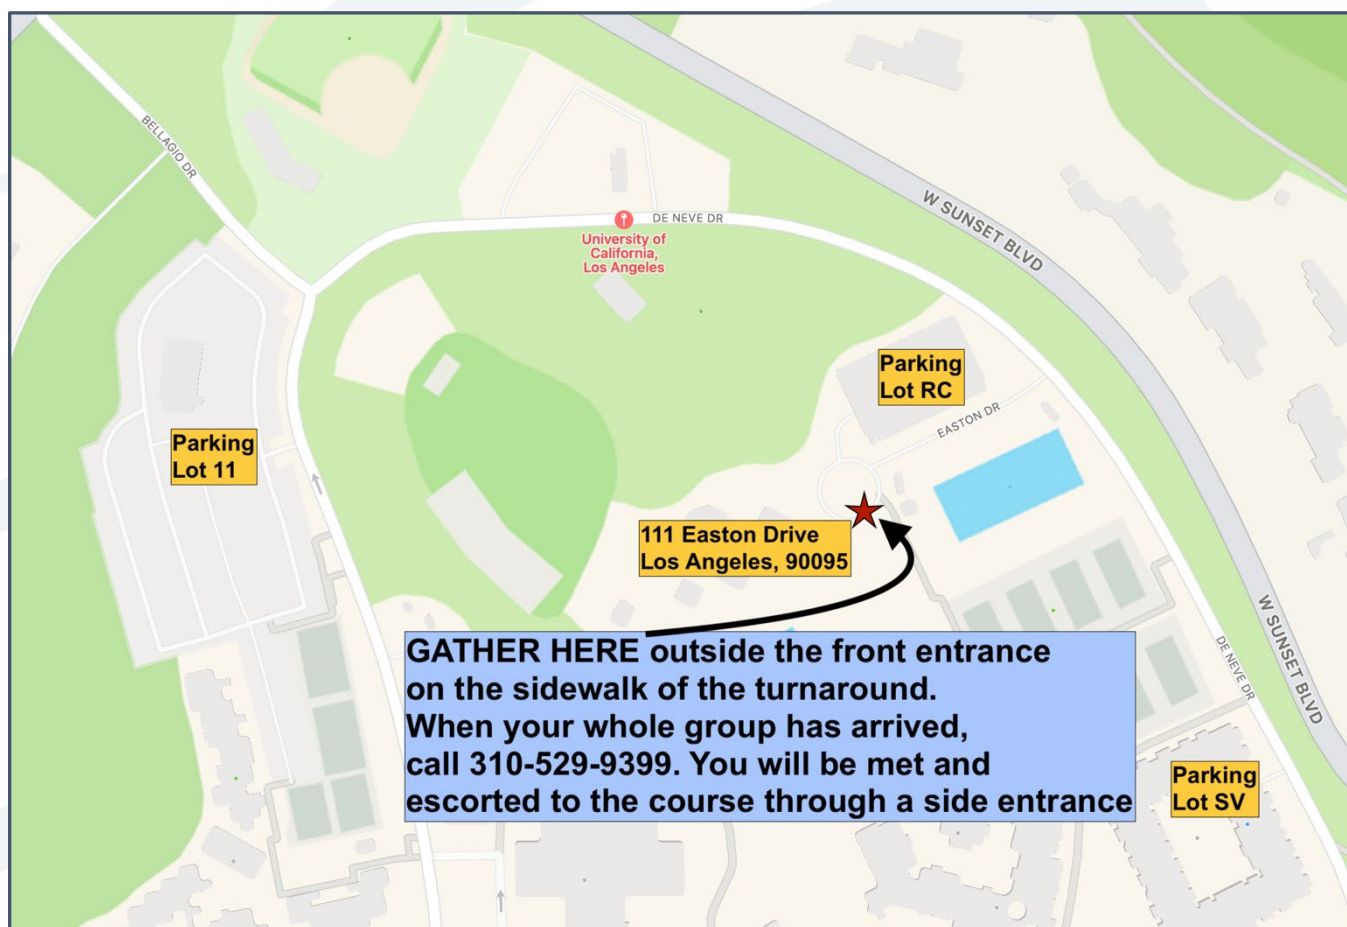 BELLAGIO DR
W SUNSET BLVD
DE NEVE DR
University of
California,
Los Angeles
Parking
Lot RC
EASTON DR
Parking
Lot 11
111 Easton Drive
Los Angeles, 90095
GATHER HERE outside the front entrance
on the sidewalk of the turnaround.
When your whole group has arrived,
call 310-529-9399. You will be met and
escorted to the course through a side entrance
W SUNSET BLVD
DE NEVE DR
Parking
Lot SV